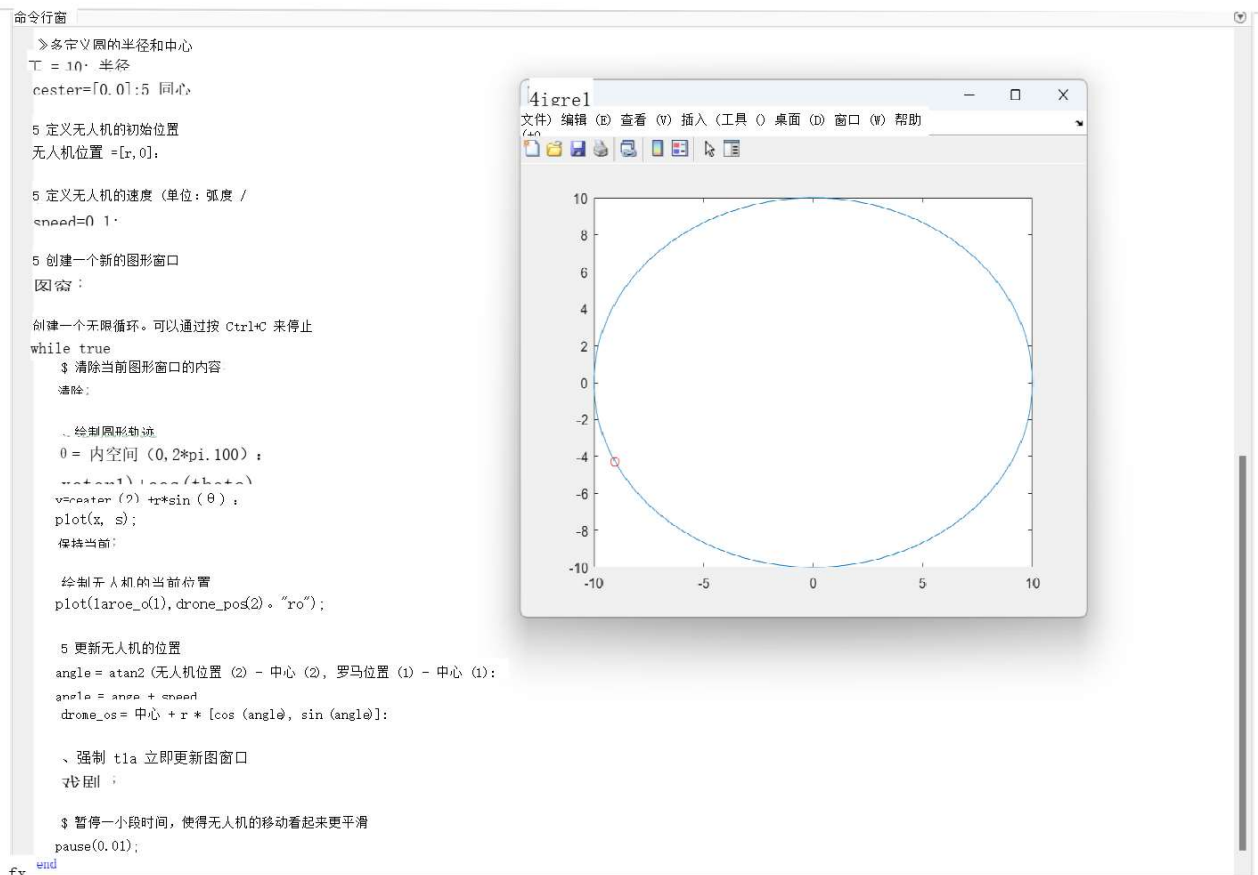 命令行窗
》多定义圆的半径和中心
= 10; 半径
cester=[0.0]:5 同心
5 定义无人机的初始位置
无人机位置 =[r,0]:
5 定义无人机的速度 (单位: 弧度 /
speed=0 1·
5 创建一个新的图形窗口
图窗;
创建一个无限循环。可以通过按 Ctrl+C 来停止
while true
$ 清除当前图形窗口的内容
清除;
、绘制圆形轨迹
θ = 内空间 (0,2*pi.100) :
y=ceater (2) +r*sin (θ) :
plot(x, s);
保持当前;
绘制无人机的当前位置
plot(laroe_o(1),drone_pos(2)。"ro");
5 更新无人机的位置
angle = atan2 (无人机位置 (2) - 中心 (2), 罗马位置 (1) - 中心 (1):
angle = ange + speed
drome_os = 中心 + r * [cos (angle), sin (angle)]:
、强制 t1a 立即更新图窗口
戏剧 ;
$ 暂停一小段时间，使得无人机的移动看起来更平滑
pause(0.01);
end
fx
4igre1
文件) 编辑 (E) 查看 (V) 插入 (工具 () 桌面 (D) 窗口 (W) 帮助
10
8
6
4
2
0
-2
-4
-6
-8
-10
-10 -5 0 5 10